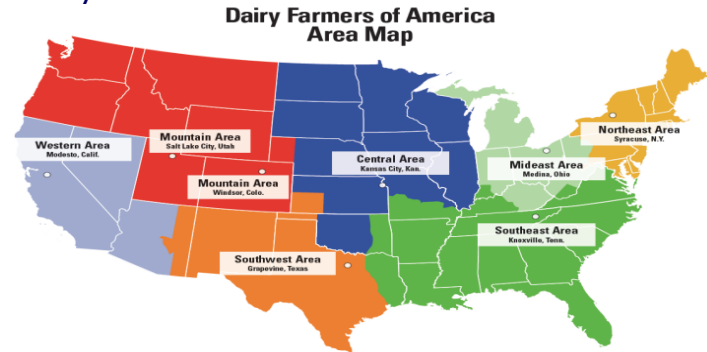 Dairy Farmers of America
Area Map
Northeast Area
Syracuse, N.Y.
Mountain Area
Salt Lake City, Utah
Western Area
Modesto, Calif.
Central Area
Kansas City, Kan.
Mideast Area
Medina, Ohio
Mountain Area
Windsor, Colo.
Southeast Area
Knoxville, Tenn.
Southwest Area
Grapevine, Texas